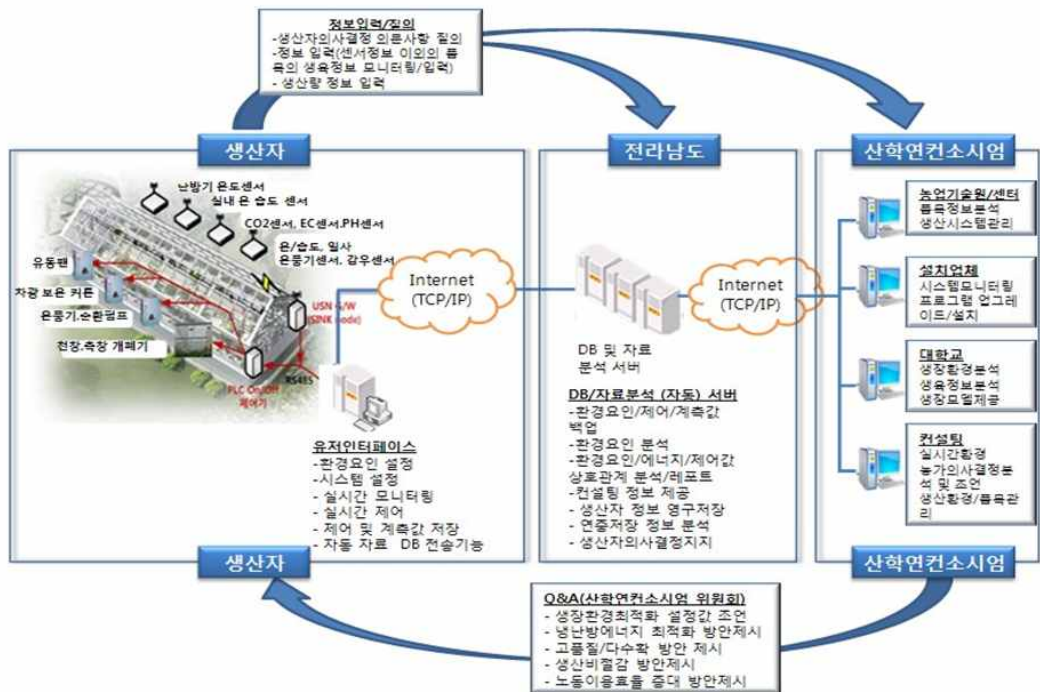 정보입력/질의
-생산자의사결정 의문사항 질의
-정보 입력(센서정보 이외의 품
목의 생육정보 모니터링/입력)
- 생산량 정보 입력
생산자
전라남도
산학연컨소시엄
난방기 온도센서
실내 온 습도 센서
CO2센서, EC센서.PH센서
온/습도, 일사
온풍기센서, 감우센서
유동팬
차광 보온 커튼
온풍기.순환펌프
천창.측창 개폐기
USN G/W
(SINK node)
PLC On/Off
제어기
RS485
Internet
(TCP/IP)
유저인터페이스
-환경요인 설정
-시스템 설정
- 실시간 모니터링
- 실시간 제어
- 제어 및 계측값 저장
- 자동 자료 DB 전송기능
DB 및 자료
분석 서버
DB/자료분석 (자동) 서버
-환경요인/제어/계측값
백업
-환경요인 분석
-환경요인/에너지/제어값
상호관계 분석/레포트
-컨설팅 정보 제공
- 생산자 정보 영구저장
- 연중저장 정보 분석
- 생산자의사결정지지
Internet
(TCP/IP)
농업기술원/센터
품목정보분석
생산시스템관리
설치업체
시스템모니터링
프로그램 업그레
이드/설치
대학교
생장환경분석
생육정보분석
생장모델제공
컨설팅
실시간환경
농가의사결정분
석 및 조언
생산환경/품목관
리
생산자
산학연컨소시엄
Q&A(산학연컨소시엄 위원회)
- 생장환경최적화 설정값 조언
- 냉난방에너지 최적화 방안제시
- 고품질/다수확 방안 제시
- 생산비절감 방안제시
- 노동이용효율 증대 방안제시